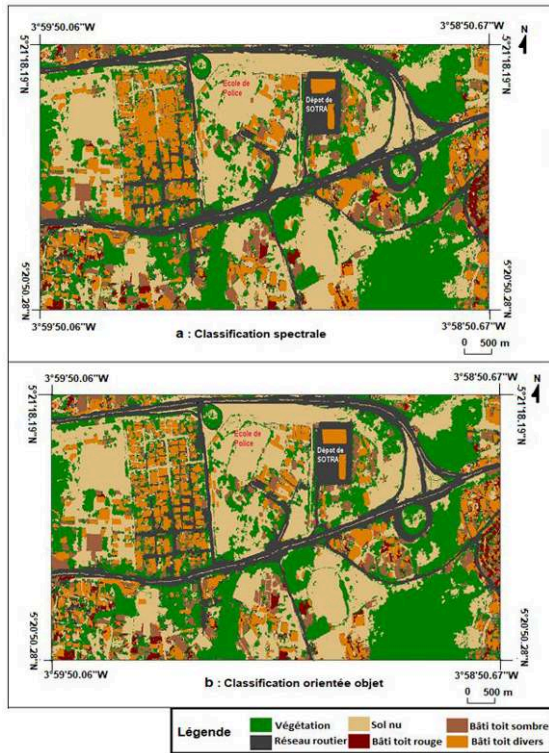 3°59'50.06''W 3°58'50.67''W
5°21'18.19''N 5°21'18.19''N
N
Ecole de
Police
Dépot de
SOTRA
5°20'50.28''N 5°20'50.28''N
3°59'50.06''W 3°58'50.67''W
a : Classification spectrale
0 500 m
3°59'50.06''W 3°58'50.67''W
5°21'18.19''N 5°21'18.19''N
N
Ecole de
Police
Dépot de
SOTRA
5°20'50.28''N 5°20'50.28''N
3°59'50.06''W 3°58'50.67''W
b : Classification orientée objet
0 500 m
Légende
Végétation Sol nu Bâti toit sombre
Réseau routier Bâti toit rouge Bâti toit divers